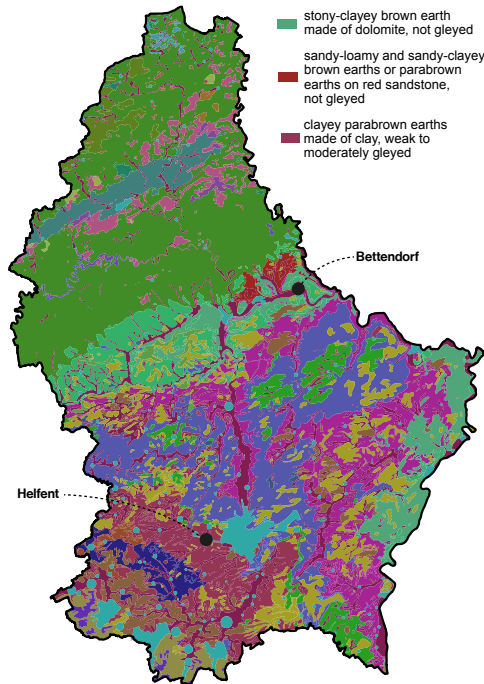 stony-clayey brown earth
made of dolomite, not gleyed
sandy-loamy and sandy-clayey
brown earths or parabrown
earths on red sandstone,
not gleyed
clayey parabrown earths
made of clay, weak to
moderately gleyed
Bettendorf
Helfent